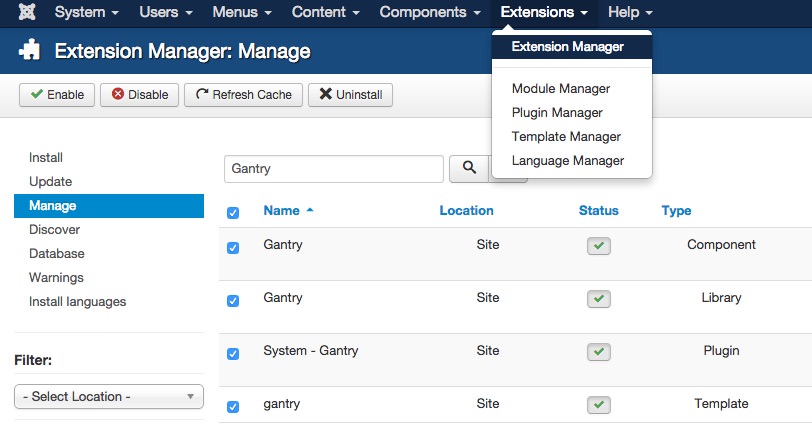 System Users Menus Content Components Extensions Help
Extension Manager: Manage
Extension Manager
Enable Disable Refresh Cache Uninstall
Module Manager
Plugin Manager
Template Manager
Language Manager
Install
Update
Manage
Discover
Database
Warnings
Install languages
Filter:
- Select Location -
Gantry
Name Location Status Type
Gantry Site Component
Gantry Site Library
System - Gantry Site Plugin
gantry Site Template